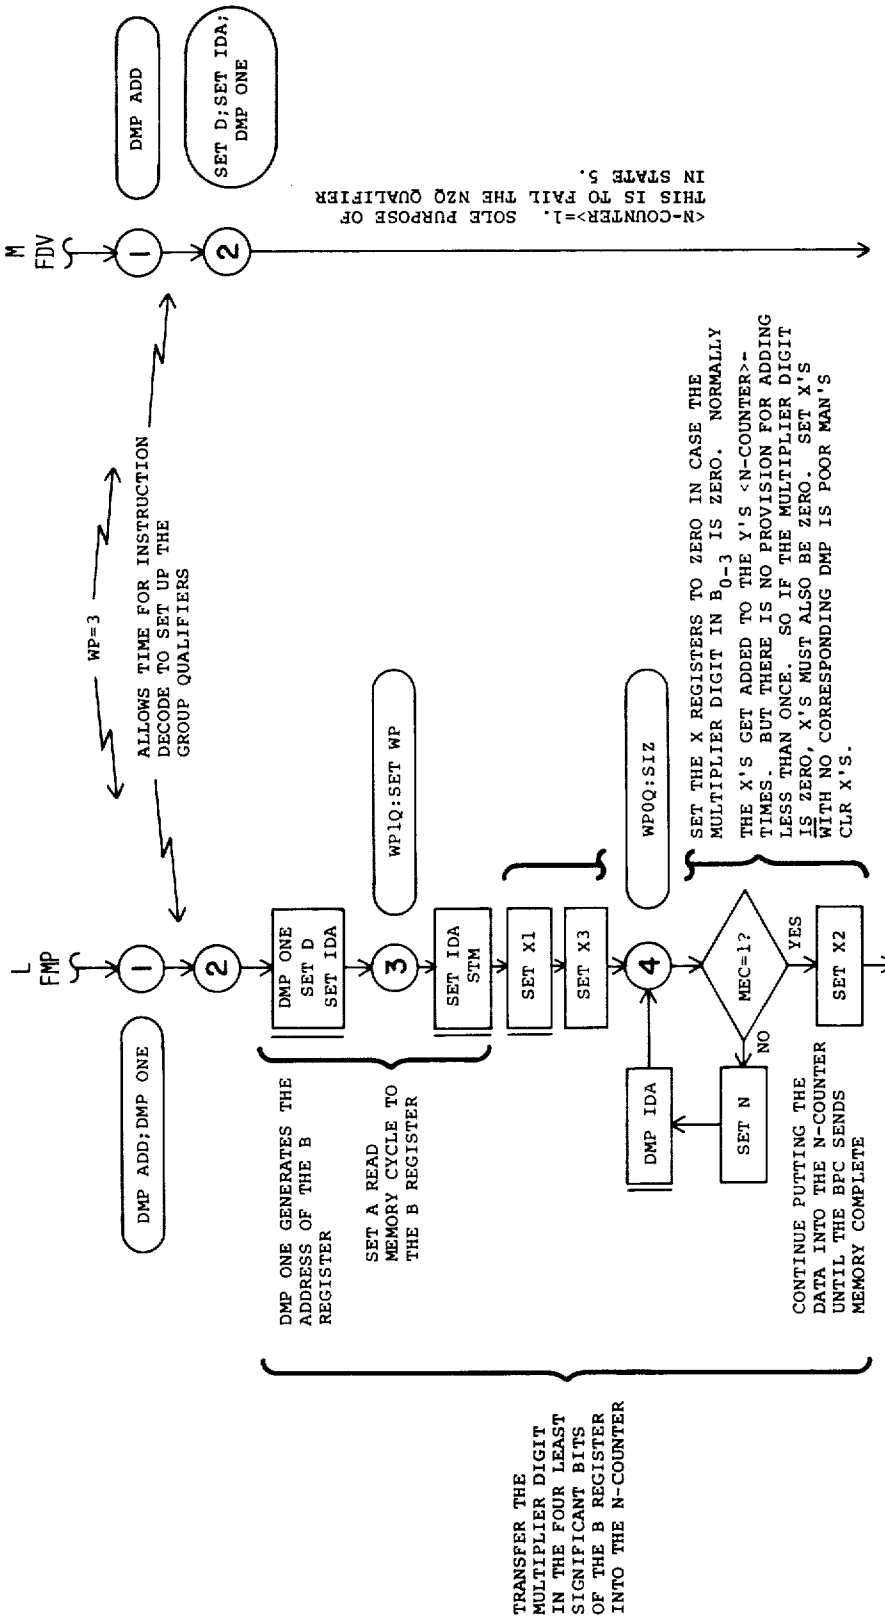 L
FMP
1
2
DMP ADD;DMP ONE
WP=3
ALLOWS TIME FOR INSTRUCTION
DECODE TO SET UP THE
GROUP QUALIFIERS
M
FDV
1
2
DMP ADD
SET D;SET IDA;
DMP ONE
<N-COUNTER>=1. SOLE PURPOSE OF
THIS IS TO FAIL THE NZQ QUALIFIER
IN STATE 5.
TRANSFER THE
MULTIPLIER DIGIT
IN THE FOUR LEAST
SIGNIFICANT BITS
OF THE B REGISTER
INTO THE N-COUNTER
DMP ONE GENERATES THE
ADDRESS OF THE B
REGISTER
SET A READ
MEMORY CYCLE TO
THE B REGISTER
DMP ONE
SET D
SET IDA
3
WP1Q:SET WP
SET IDA
STM
SET X1
SET X3
4
WP0Q:SIZ
DMP IDA
SET N
NO
MEC=1?
YES
SET X2
CONTINUE PUTTING THE
DATA INTO THE N-COUNTER
UNTIL THE BPC SENDS
MEMORY COMPLETE
SET THE X REGISTERS TO ZERO IN CASE THE
MULTIPLIER DIGIT IN B0-3 IS ZERO. NORMALLY
THE X'S GET ADDED TO THE Y'S <N-COUNTER>-
TIMES. BUT THERE IS NO PROVISION FOR ADDING
LESS THAN ONCE. SO IF THE MULTIPLIER DIGIT
IS ZERO, X'S MUST ALSO BE ZERO. SET X'S
WITH NO CORRESPONDING DMP IS POOR MAN'S
CLR X'S.